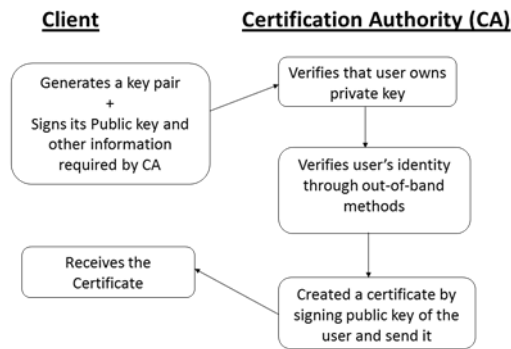 Client
Certification Authority (CA)
Generates a key pair
+
Signs its Public key and
other information
required by CA
Verifies that user owns
private key
Verifies user's identity
through out-of-band
methods
Created a certificate by
signing public key of the
user and send it
Receives the
Certificate